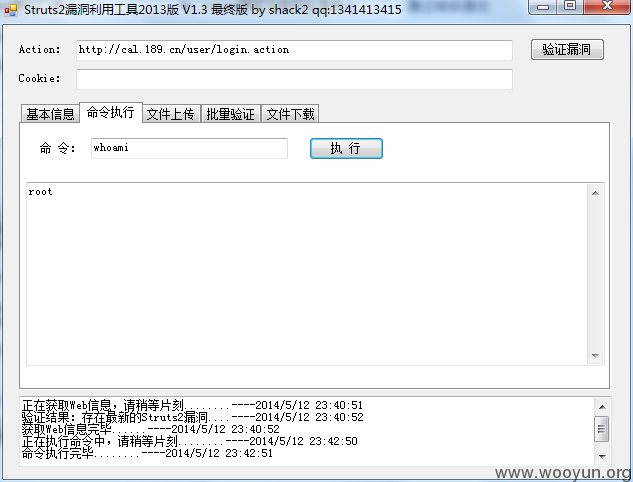 Struts2漏洞利用工具2013版 V1.3 最终版 by shack2 qq:1341413415
Action: http://cal.189.cn/user/login.action 验证漏洞
Cookie:
基本信息 命令执行 文件上传 批量验证 文件下载
命 令: whoami 执 行
root
正在获取Web信息，请稍等片刻........----2014/5/12 23:40:51
验证结果：存在最新的Struts2漏洞....----2014/5/12 23:40:52
获取Web信息完毕......----2014/5/12 23:40:52
正在执行命令中，请稍等片刻........----2014/5/12 23:42:50
命令执行完毕........----2014/5/12 23:42:51
www.wooyun.org